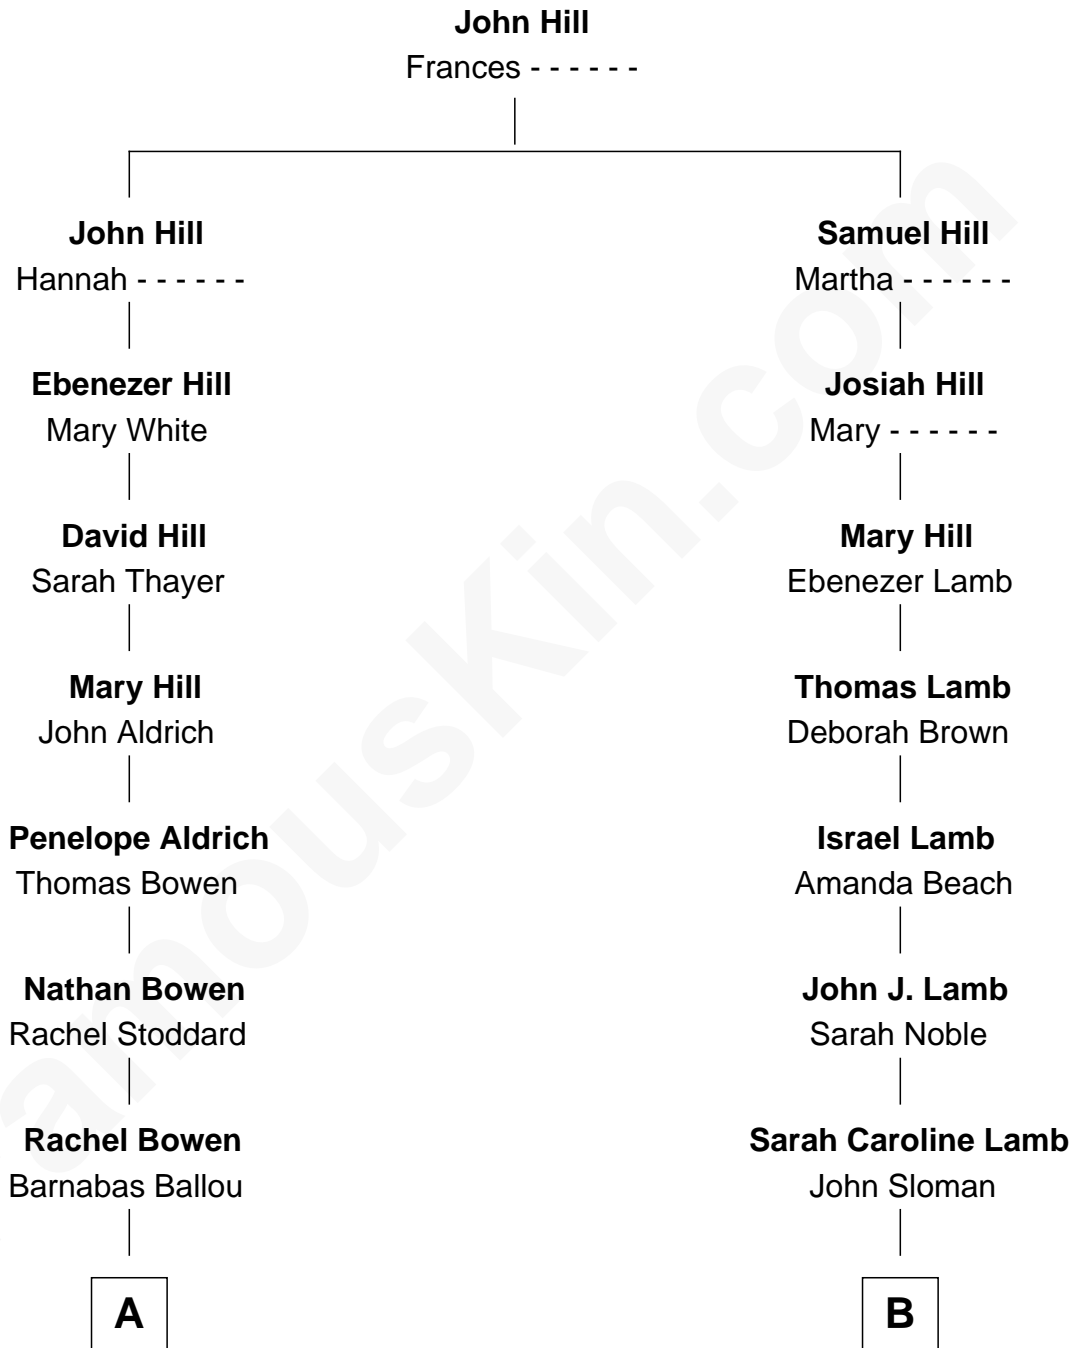 John Hill
Frances - - - - - -
John Hill
Hannah - - - - - -
Samuel Hill
Martha - - - - - -
Ebenezer Hill
Mary White
Josiah Hill
Mary - - - - - -
David Hill
Sarah Thayer
Mary Hill
Ebenezer Lamb
Mary Hill
John Aldrich
Thomas Lamb
Deborah Brown
Penelope Aldrich
Thomas Bowen
Israel Lamb
Amanda Beach
Nathan Bowen
Rachel Stoddard
John J. Lamb
Sarah Noble
Rachel Bowen
Barnabas Ballou
Sarah Caroline Lamb
John Sloman
A
B
amousKin.com